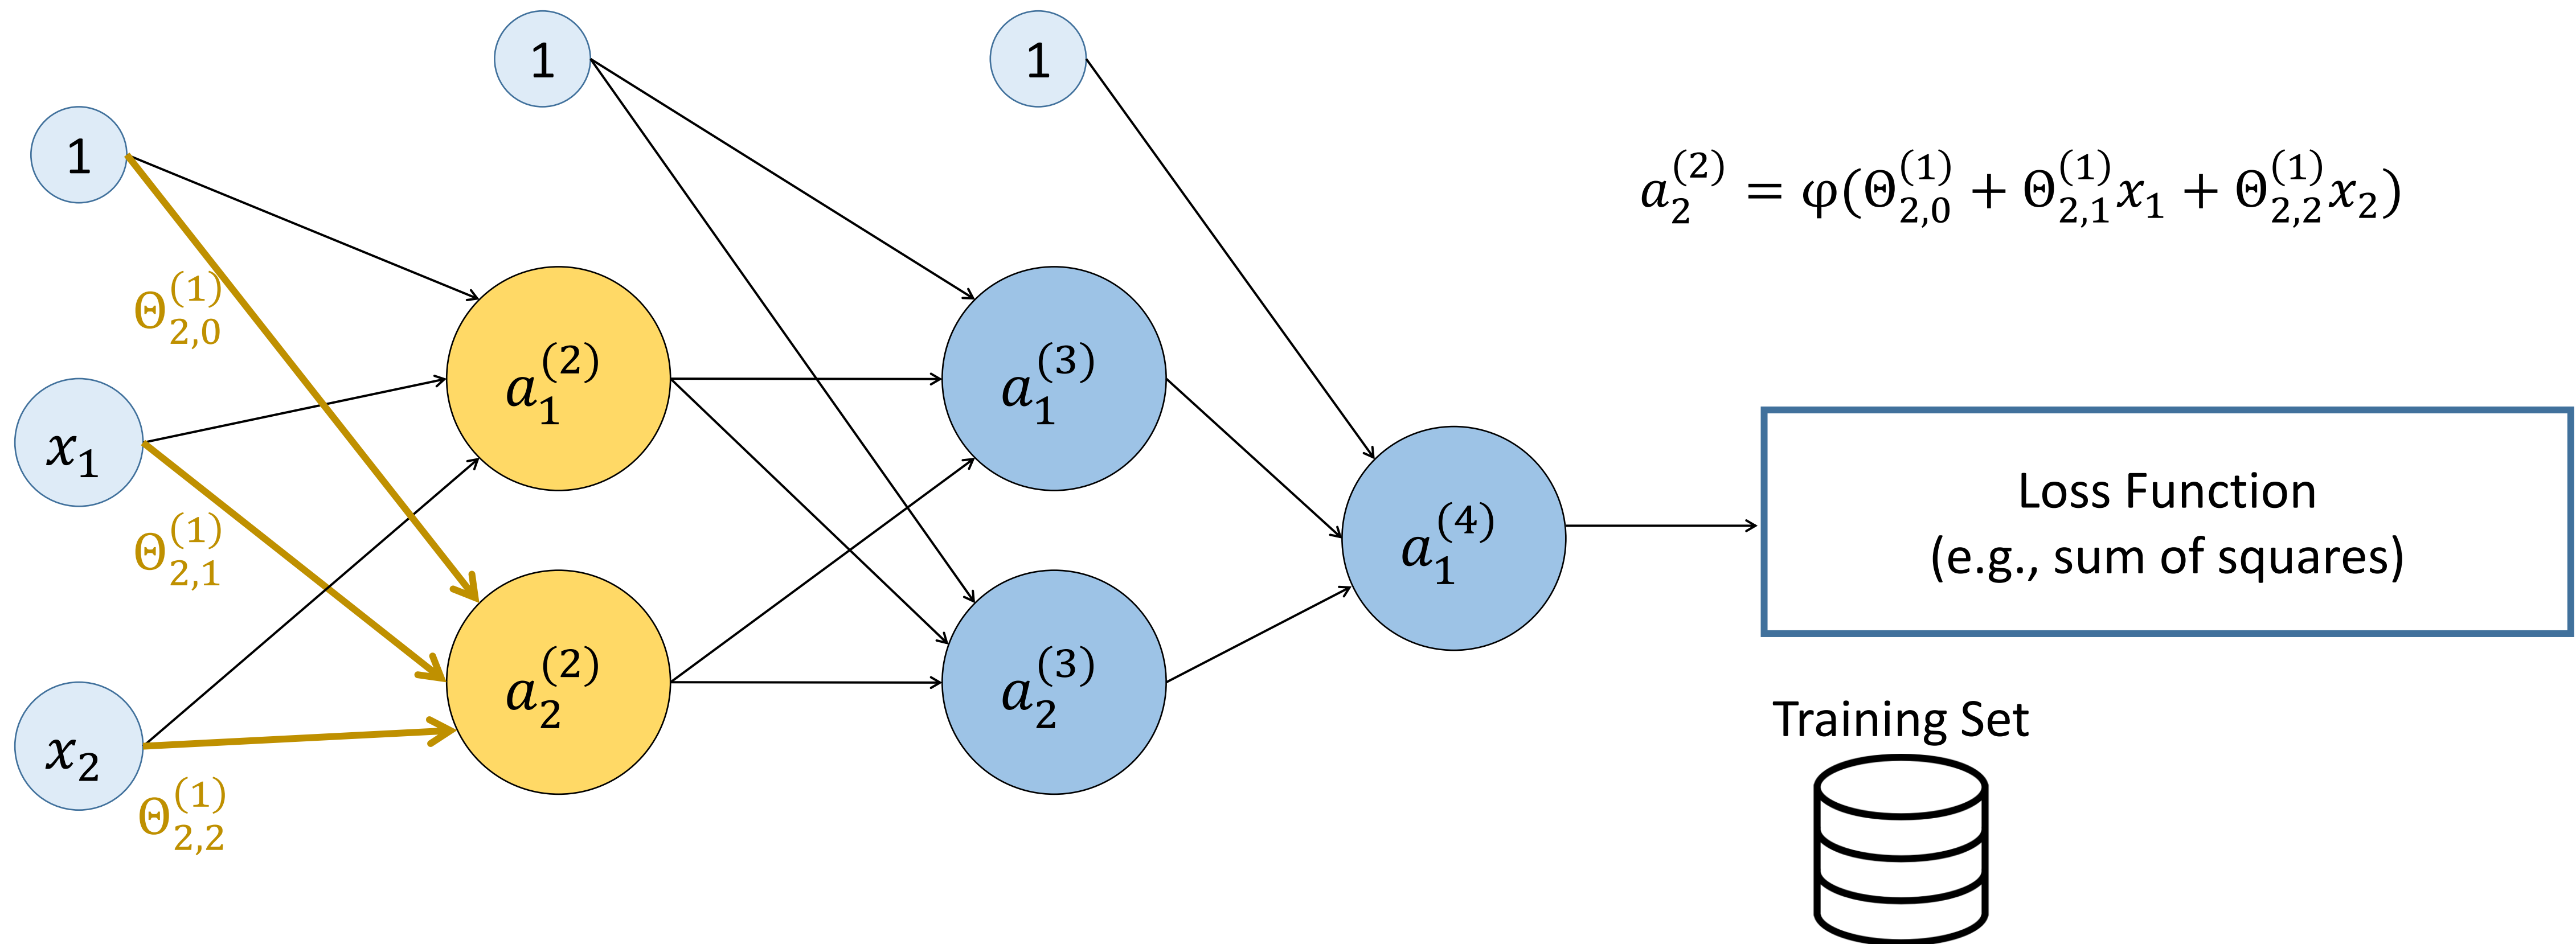 1
1
1
a_2^{(2)} = φ(Θ_{2,0}^{(1)} + Θ_{2,1}^{(1)}x_1 + Θ_{2,2}^{(1)}x_2)
Θ_{2,0}^{(1)}
a_1^{(2)}
a_1^{(3)}
x_1
Θ_{2,1}^{(1)}
a_1^{(4)}
Loss Function
(e.g., sum of squares)
a_2^{(2)}
a_2^{(3)}
x_2
Θ_{2,2}^{(1)}
Training Set